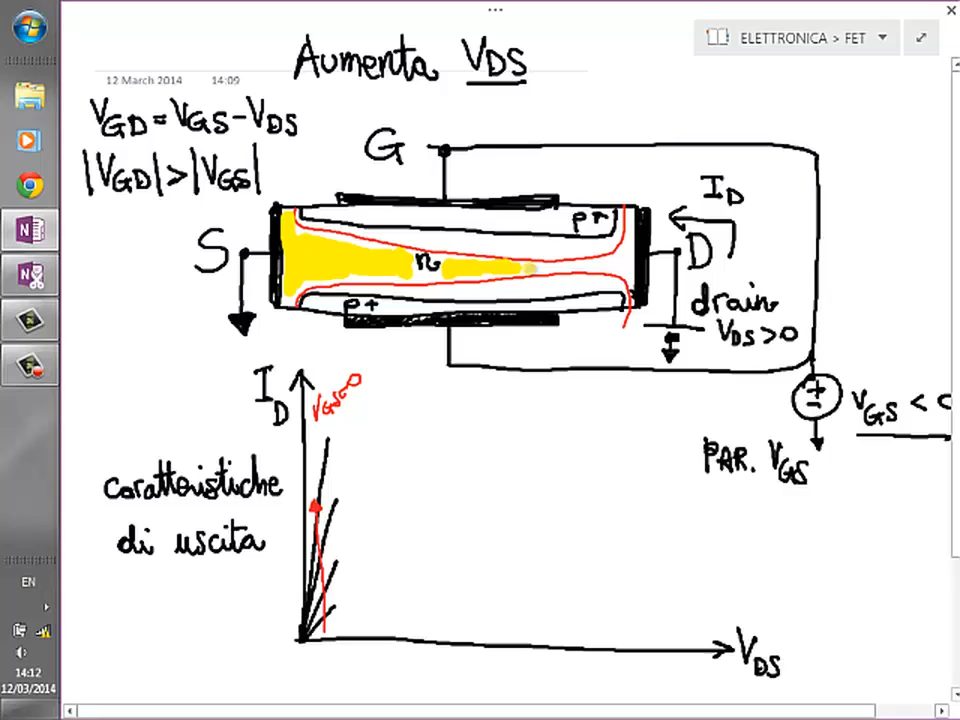 ELETTRONICA > FET
Aumenta VDS
12 March 2014 14:09
VGD = VGS - VDS
|VGD| > |VGS|
G
ID
p+
S
n
D
p+
drain
VDS > 0
ID
VGS=0
VGS <
PAR. VGS
caratteristiche
di uscita
VDS
EN
14:12
12/03/2014